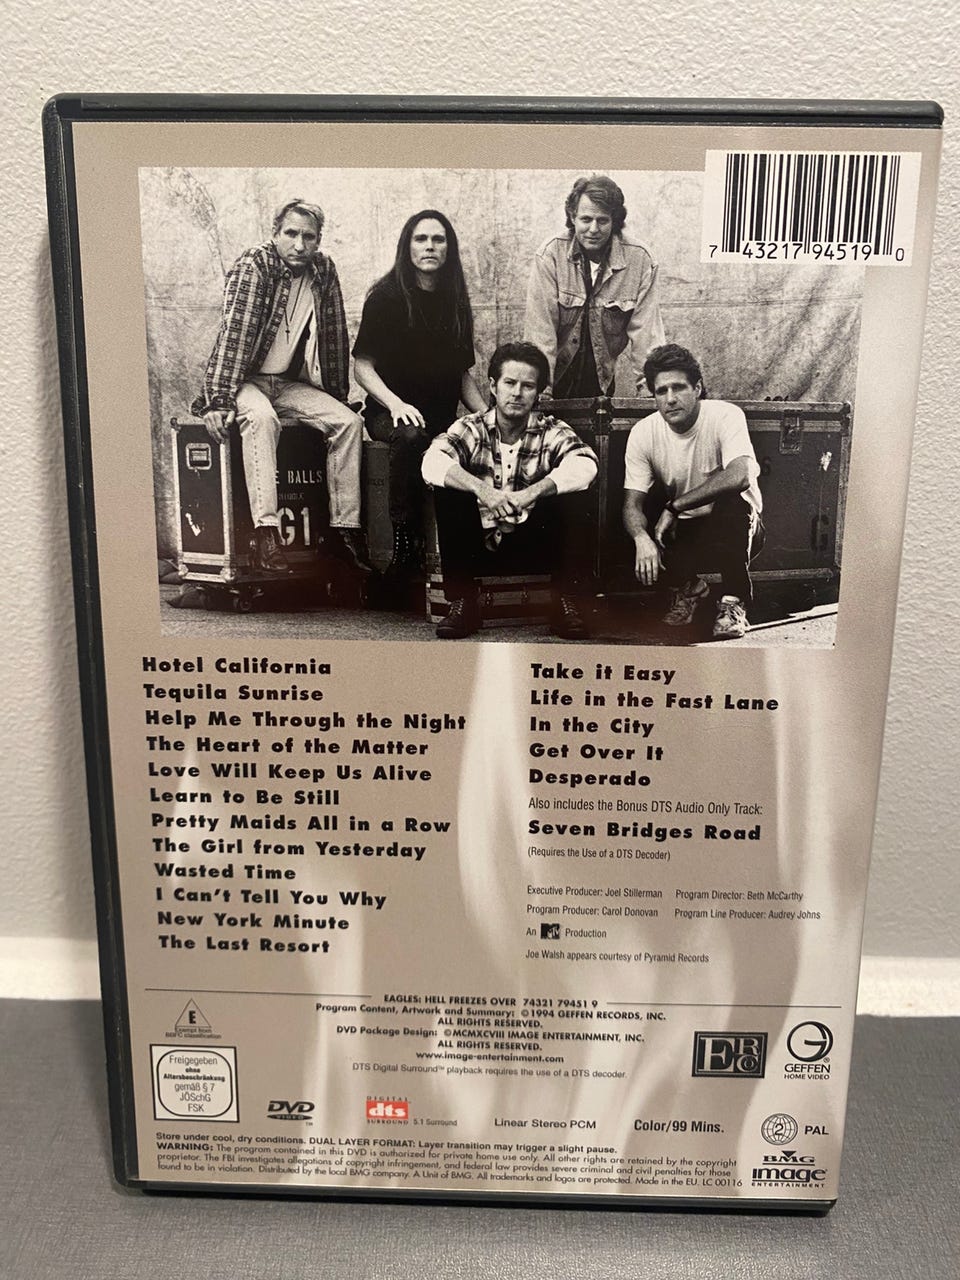 7 43217 94519 0
E BALLS
G1
Hotel California
Tequila Sunrise
Help Me Through the Night
The Heart of the Matter
Love Will Keep Us Alive
Learn to Be Still
Pretty Maids All in a Row
The Girl from Yesterday
Wasted Time
I Can't Tell You Why
New York Minute
The Last Resort
Take it Easy
Life in the Fast Lane
In the City
Get Over It
Desperado
Also includes the Bonus DTS Audio Only Track:
Seven Bridges Road
(Requires the Use of a DTS Decoder)
Executive Producer: Joel Stillerman Program Director: Beth McCarthy
Program Producer: Carol Donovan Program Line Producer: Audrey Johns
An MTV Production
Joe Walsh appears courtesy of Pyramid Records
EAGLES: HELL FREEZES OVER 74321 79451 9
Program Content, Artwork and Summary: ©1994 GEFFEN RECORDS, INC.
ALL RIGHTS RESERVED.
DVD Package Design: ©MCMXCVIII IMAGE ENTERTAINMENT, INC.
ALL RIGHTS RESERVED.
www.image-entertainment.com
DTS Digital Surround™ playback requires the use of a DTS decoder.
E
Exempt from
BBFC classification
Freigegeben
ohne
Altersbeschränkung
gemäß § 7
JÖSchG
FSK
GEFFEN
HOME VIDEO
DVD
VIDEO
TM
DIGITAL
dts
SURROUND 5.1 Surround
Linear Stereo PCM
Color/99 Mins.
2 PAL
Store under cool, dry conditions. DUAL LAYER FORMAT: Layer transition may trigger a slight pause.
WARNING: The program contained in this DVD is authorized for private home use only. All other rights are retained by the copyright
proprietor. The FBI investigates allegations of copyright infringement, and federal law provides severe criminal and civil penalties for those
found to be in violation. Distributed by the local BMG company. A Unit of BMG. All trademarks and logos are protected. Made in the EU. LC 00116
BMG
image
ENTERTAINMENT